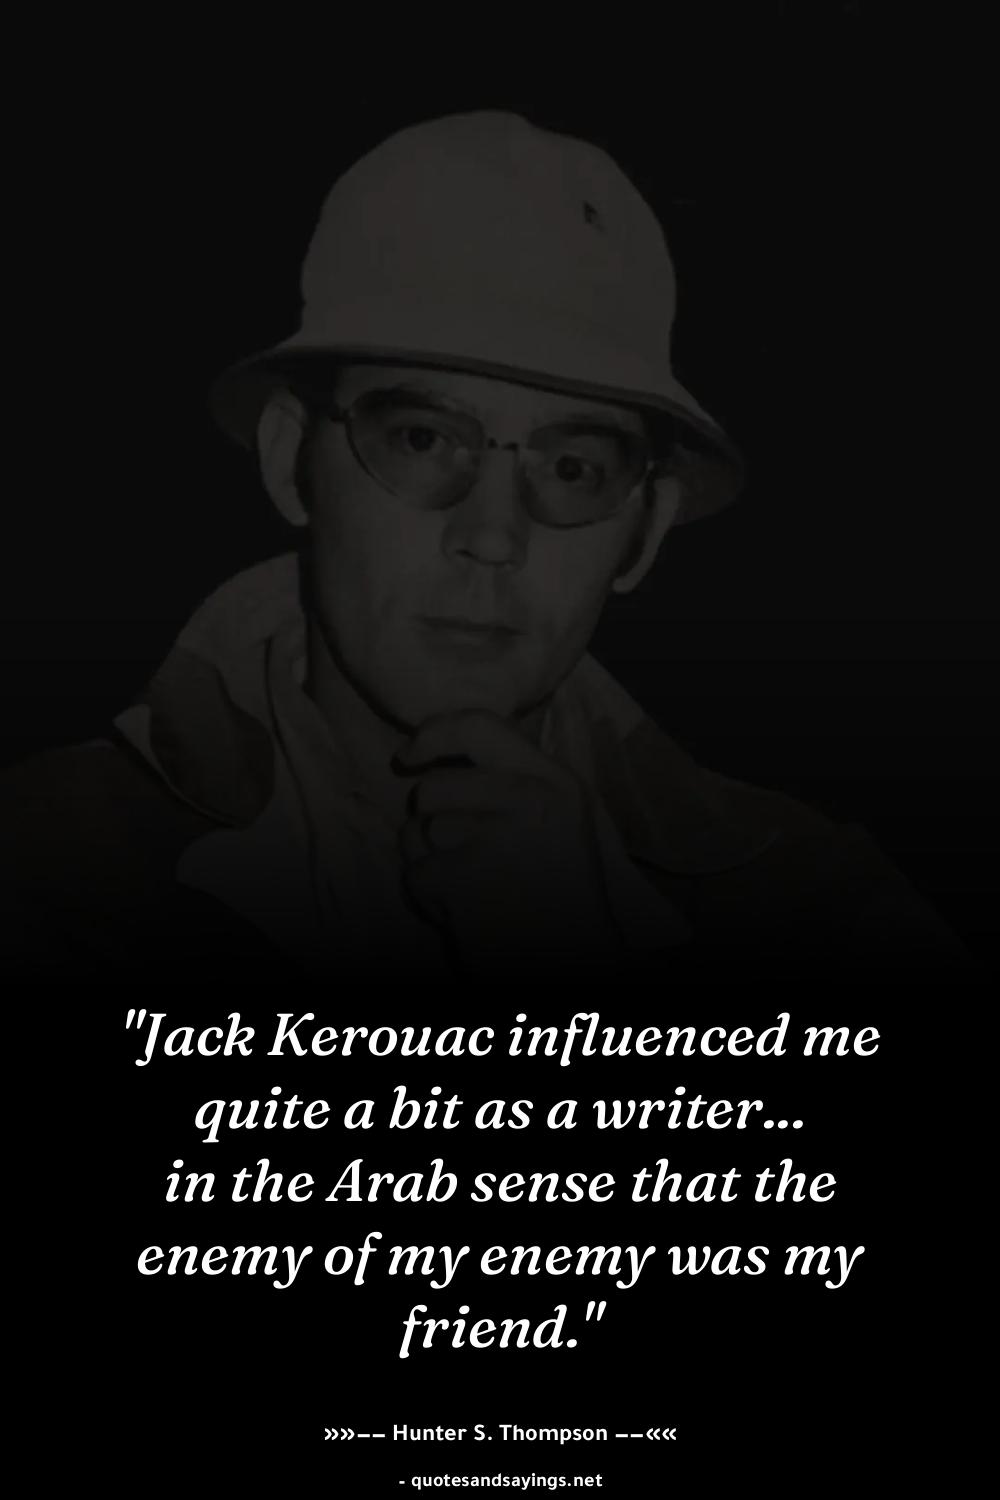 "Jack Kerouac influenced me
quite a bit as a writer...
in the Arab sense that the
enemy of my enemy was my
friend."
»»–– Hunter S. Thompson ––««
- quotesandsayings.net